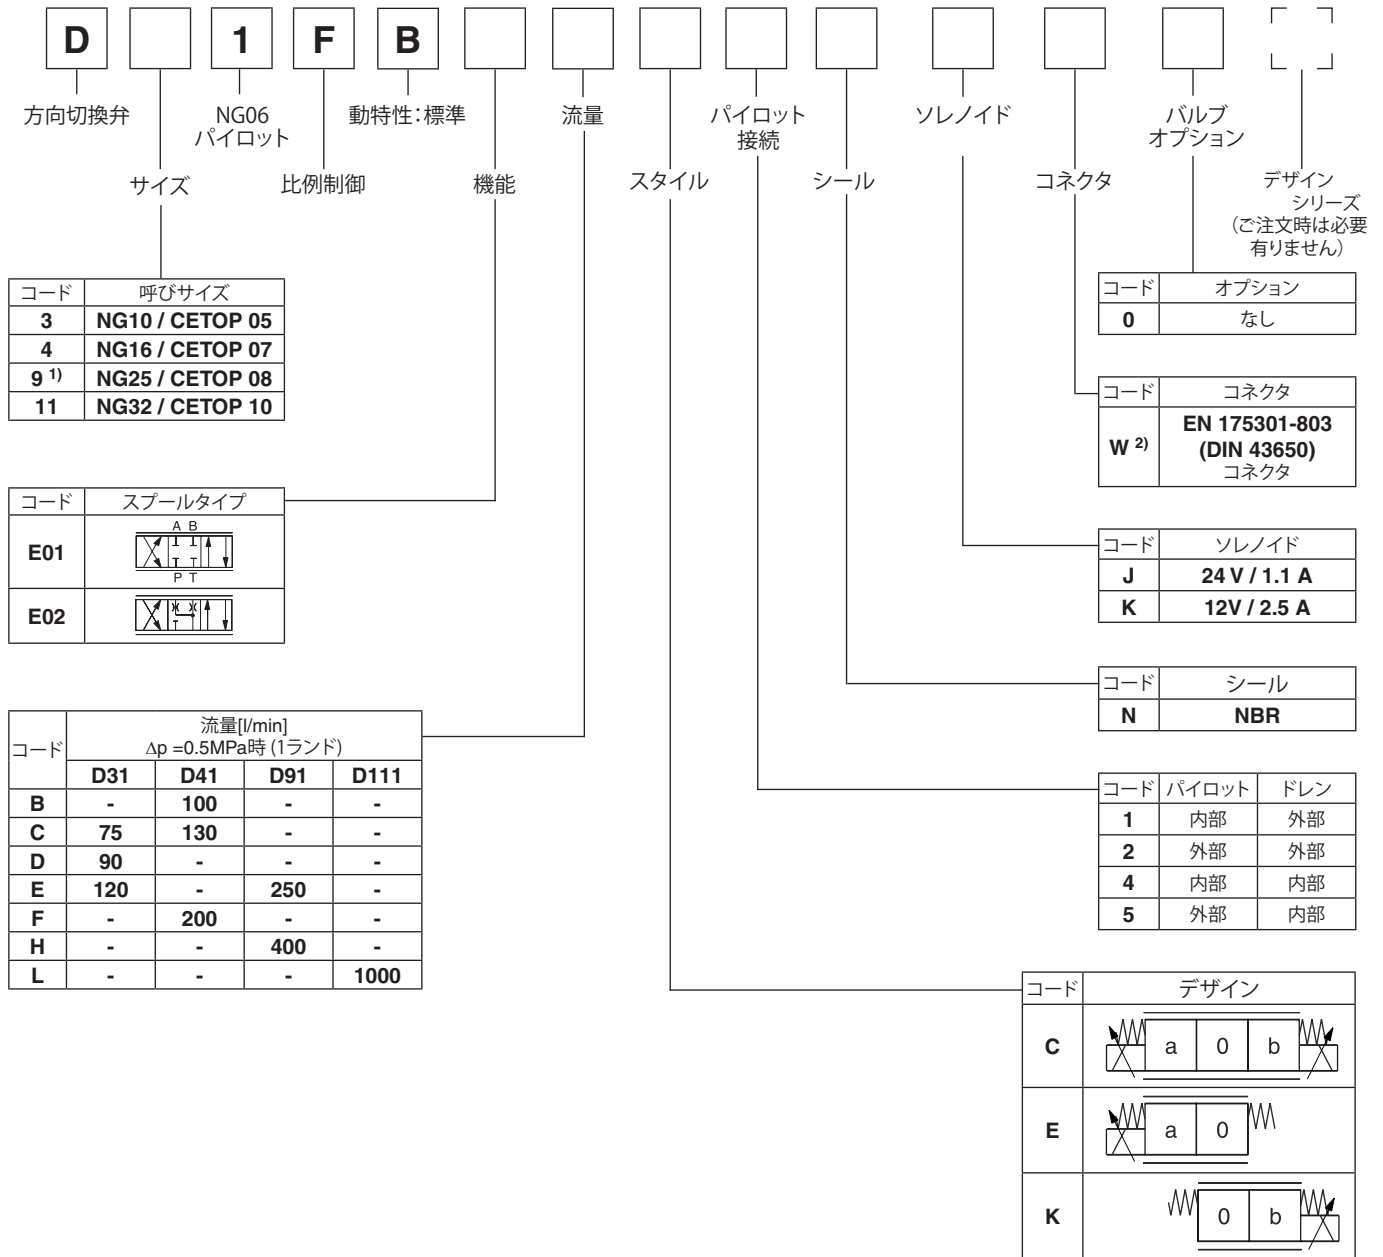 D 1 F B
方向切換弁
NG06
パイロット
動特性：標準
流量
パイロット
接続
ソレノイド
バルブ
オプション
サイズ
比例制御
機能
スタイル
シール
コネクタ
デザイン
シリーズ
（ご注文時は必要
有りません）
コード 呼びサイズ
3 NG10 / CETOP 05
4 NG16 / CETOP 07
9 1) NG25 / CETOP 08
11 NG32 / CETOP 10
コード オプション
0 なし
コード コネクタ
W 2) EN 175301-803
(DIN 43650)
コネクタ
コード スプールタイプ
E01 A B
P T
E02
コード ソレノイド
J 24 V / 1.1 A
K 12V / 2.5 A
コード シール
N NBR
コード 流量[l/min]
Δp =0.5MPa時 (1ランド)
D31 D41 D91 D111
B - 100 - -
C 75 130 - -
D 90 - - -
E 120 - 250 -
F - 200 - -
H - - 400 -
L - - - 1000
コード パイロット ドレン
1 内部 外部
2 外部 外部
4 内部 内部
5 外部 内部
コード デザイン
C a 0 b
E a 0
K 0 b